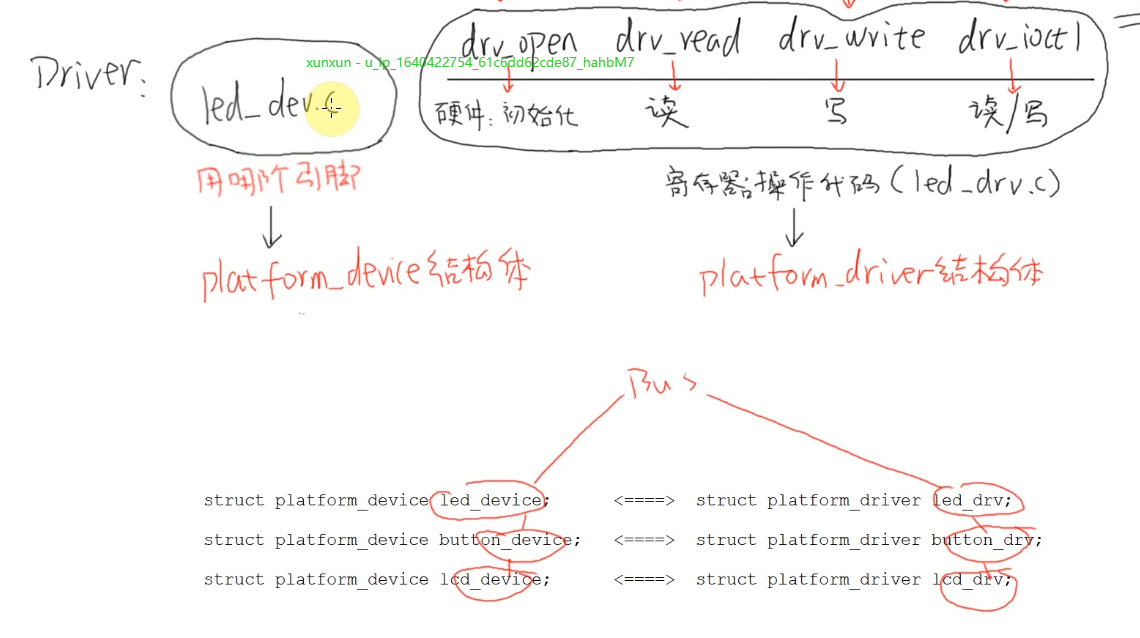 drv_open drv_read drv_write drv_ioctl
xunxun - u_lp_1640422754_61c6dd62cde87_hahbM7
Driver: led_dev.c 硬件: 初始化 读 写 读/写
用哪个引脚 寄存器操作代码(led_drv.c)
platform_device结构体 platform_driver结构体
Bus
struct platform_device led_device; <====> struct platform_driver led_drv;
struct platform_device button_device; <====> struct platform_driver button_drv;
struct platform_device lcd_device; <====> struct platform_driver lcd_drv;